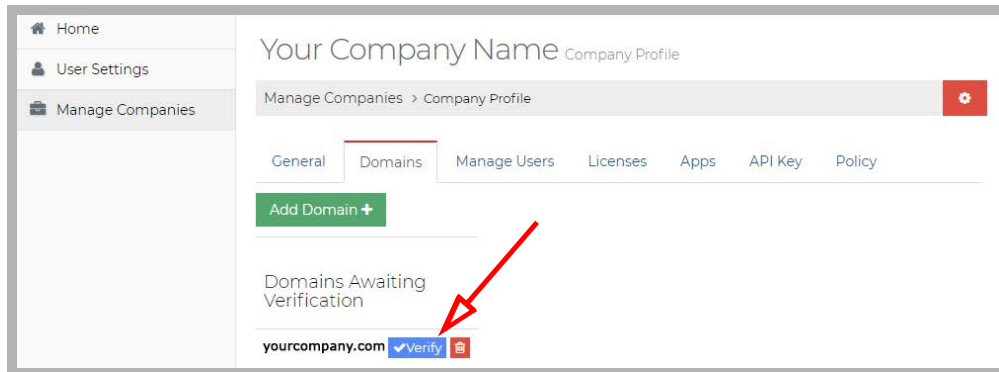 Home
User Settings
Manage Companies
Your Company Name Company Profile
Manage Companies > Company Profile
General Domains Manage Users Licenses Apps API Key Policy
Add Domain +
Domains Awaiting
Verification
yourcompany.com Verify